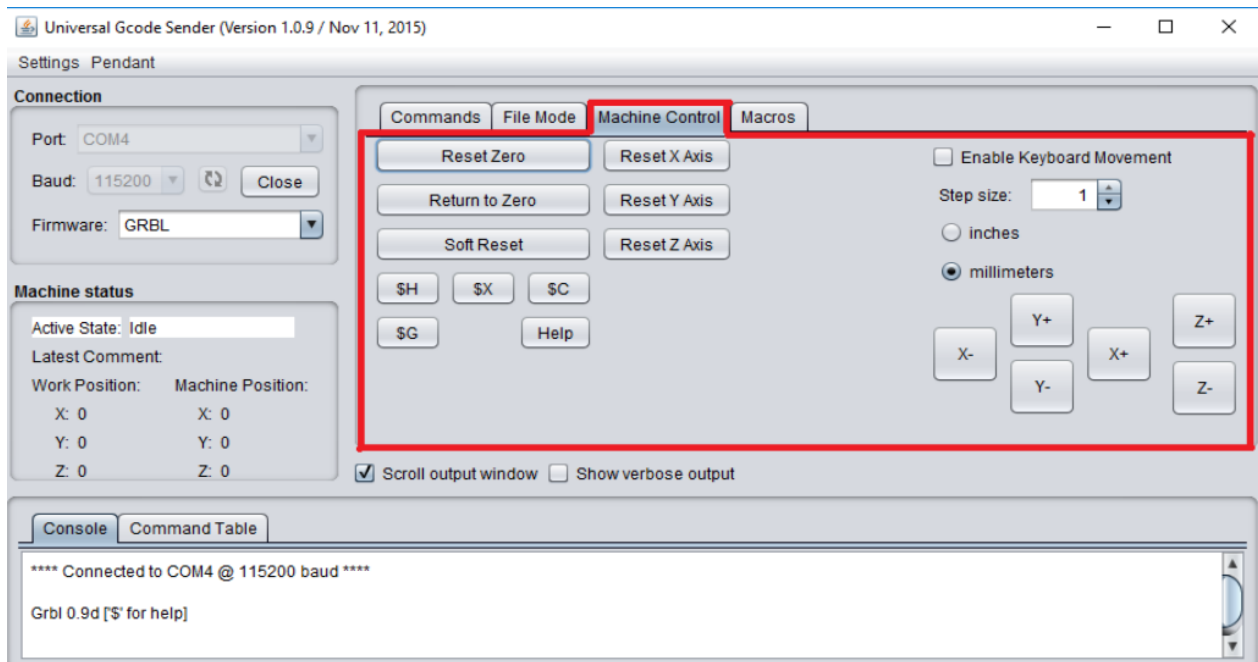 Universal Gcode Sender (Version 1.0.9 / Nov 11, 2015)
Settings Pendant
Connection
Port: COM4
Baud: 115200 Close
Firmware: GRBL
Machine status
Active State: Idle
Latest Comment:
Work Position: Machine Position:
X: 0 X: 0
Y: 0 Y: 0
Z: 0 Z: 0
Commands File Mode Machine Control Macros
Reset Zero Reset X Axis
Return to Zero Reset Y Axis
Soft Reset Reset Z Axis
$H $X $C
$G Help
Enable Keyboard Movement
Step size: 1
inches
millimeters
Y+ Z+
X- X+
Y- Z-
Scroll output window Show verbose output
Console Command Table
**** Connected to COM4 @ 115200 baud ****
Grbl 0.9d ['$' for help]